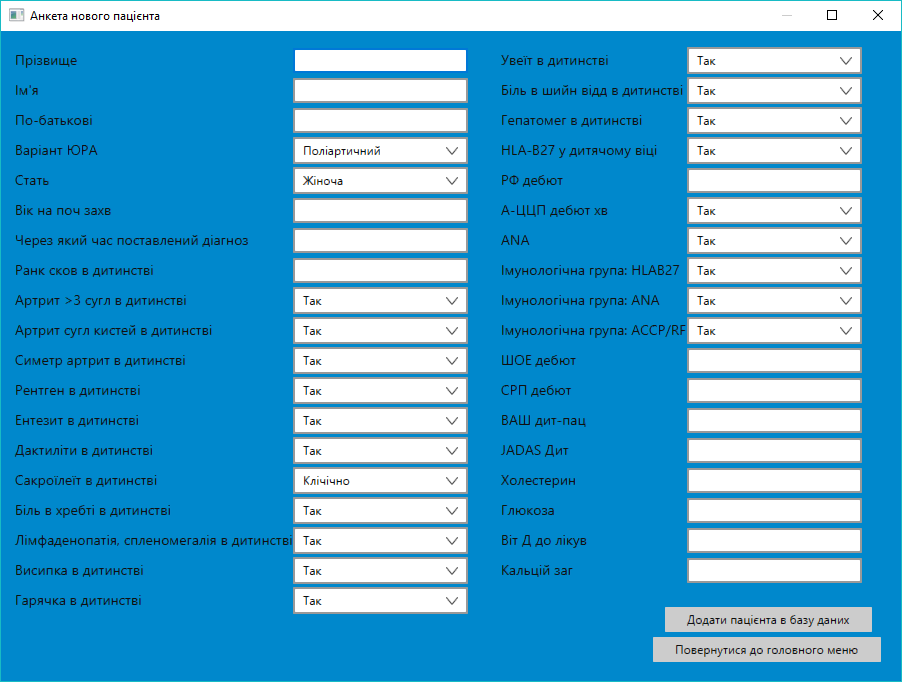 Анкета нового пацієнта
Прізвище
Ім'я
По-батькові
Варіант ЮРА Поліартичний
Стать Жіноча
Вік на поч захв
Через який час поставлений діагноз
Ранк сков в дитинстві
Артрит >3 сугл в дитинстві Так
Артрит сугл кистей в дитинстві Так
Симетр артрит в дитинстві Так
Рентген в дитинстві Так
Ентезит в дитинстві Так
Дактиліти в дитинстві Так
Сакроїлеїт в дитинстві Клічічно
Біль в хребті в дитинстві Так
Лімфаденопатія, спленомегалія в дитинстві Так
Висипка в дитинстві Так
Гарячка в дитинстві Так
Увеїт в дитинстві Так
Біль в шийн відд в дитинстві Так
Гепатомег в дитинстві Так
HLA-B27 у дитячому віці Так
РФ дебют
А-ЦЦП дебют хв Так
ANA Так
Імунологічна група: HLAB27 Так
Імунологічна група: ANA Так
Імунологічна група: ACCP/RF Так
ШОЕ дебют
СРП дебют
ВАШ дит-пац
JADAS Дит
Холестерин
Глюкоза
Віт Д до лікув
Кальцій заг
Додати пацієнта в базу даних
Повернутися до головного меню